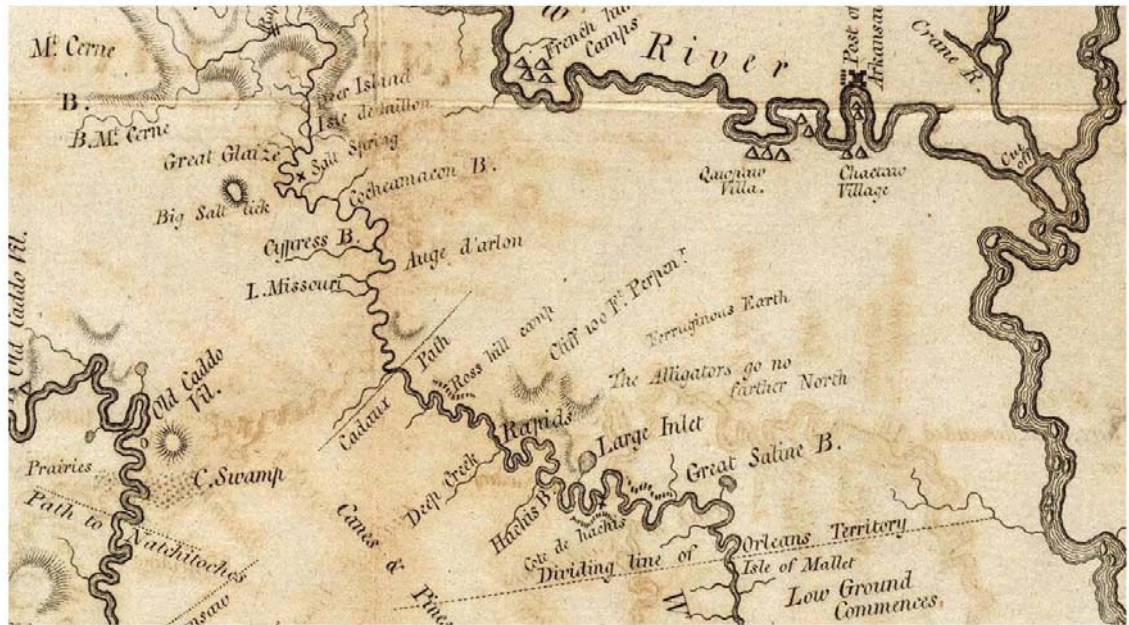 French hun
Camps
River
Post of
Arkansaw
Crane R.
Mt. Cerne
B.
B. Mt. Cerne
Deer Island
Isle de millon
Great Glaize
Salt Spring
Cocheamacon B.
Big Salt lick
Cypress B.
Auge d'arlon
L. Missouri
Qawpaw
Villa.
Chactaw
Village
Cut
off
Old Caddo Vil.
Old Caddo
Vil.
Path
Cadaux
Ross hill camp
Cliff 100 Ft. Perpenr.
Ferruginous Earth
The Alligators go no
farther North
Rapids
Large Inlet
Great Saline B.
Prairies
C. Swamp
Path to
Natchitoches
nsaw
Deep Creek
Hachis B.
Cote de hachis
Canes &
Pines
Dividing line of
Orleans Territory
Isle of Mallet
Low Ground
Commences.
W